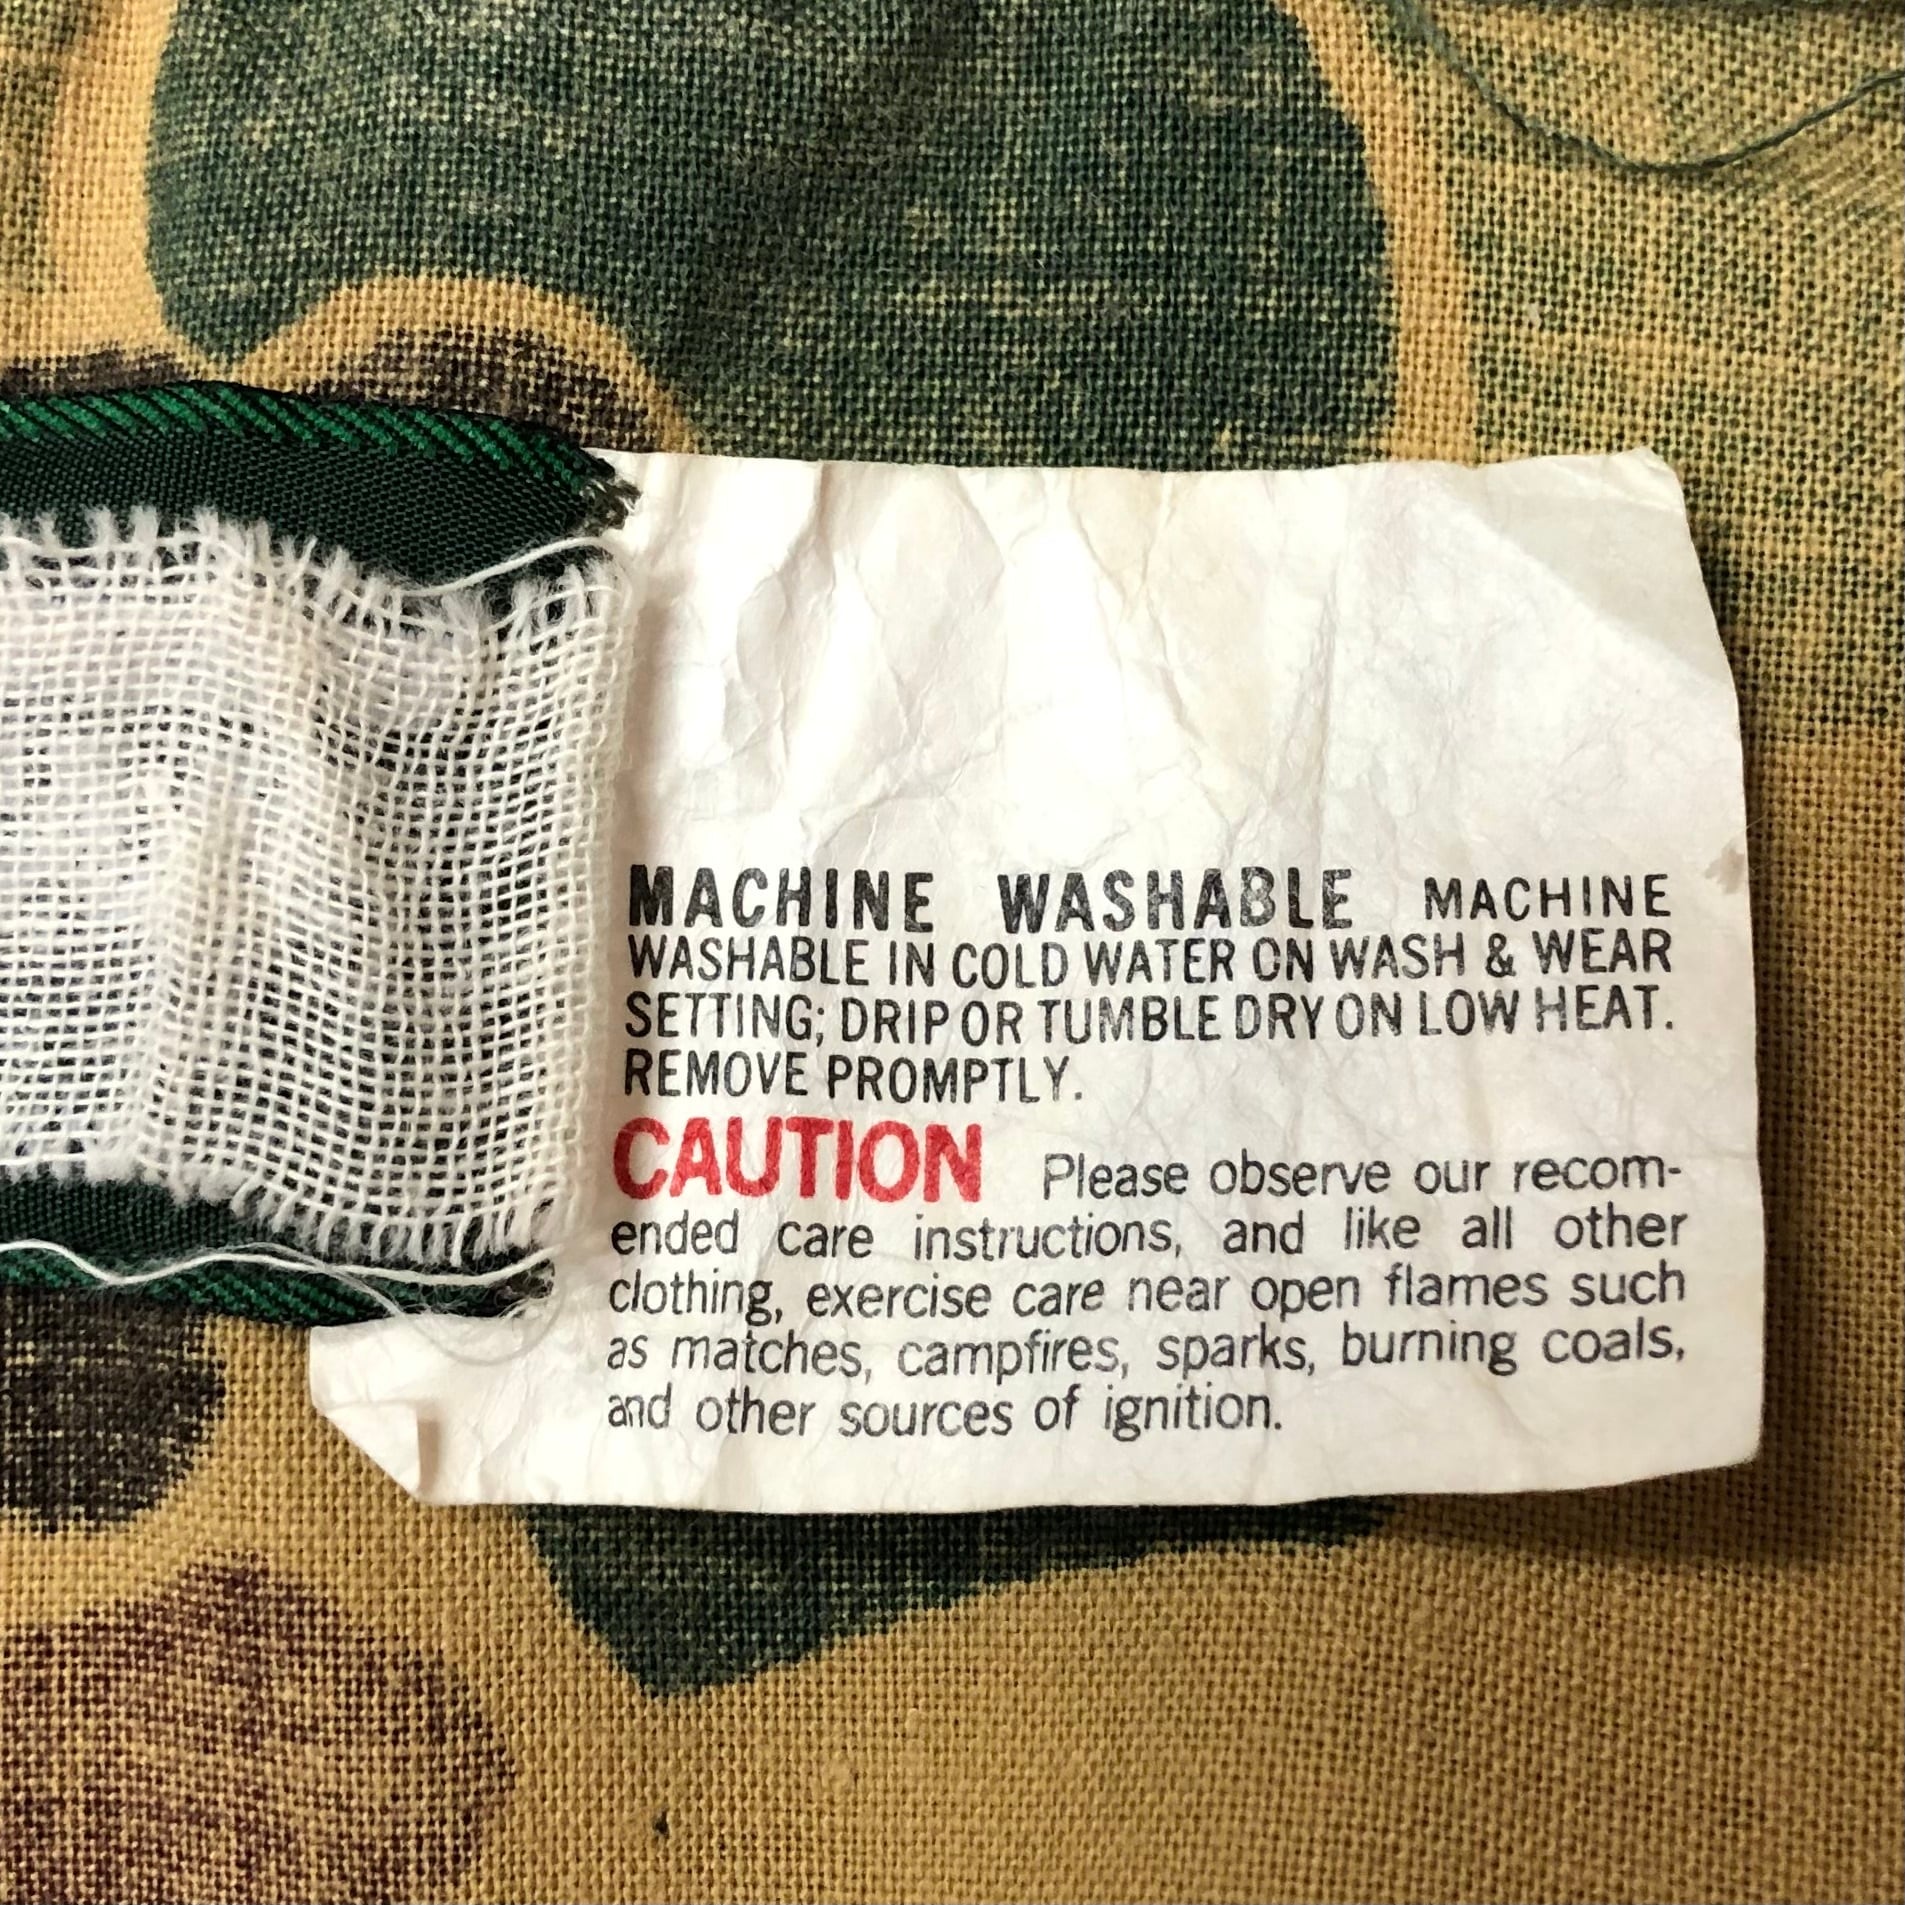 MACHINE WASHABLE MACHINE
WASHABLE IN COLD WATER ON WASH & WEAR
SETTING; DRIP OR TUMBLE DRY ON LOW HEAT.
REMOVE PROMPTLY.
CAUTION Please observe our recom-
ended care instructions, and like all other
clothing, exercise care near open flames such
as matches, campfires, sparks, burning coals,
and other sources of ignition.